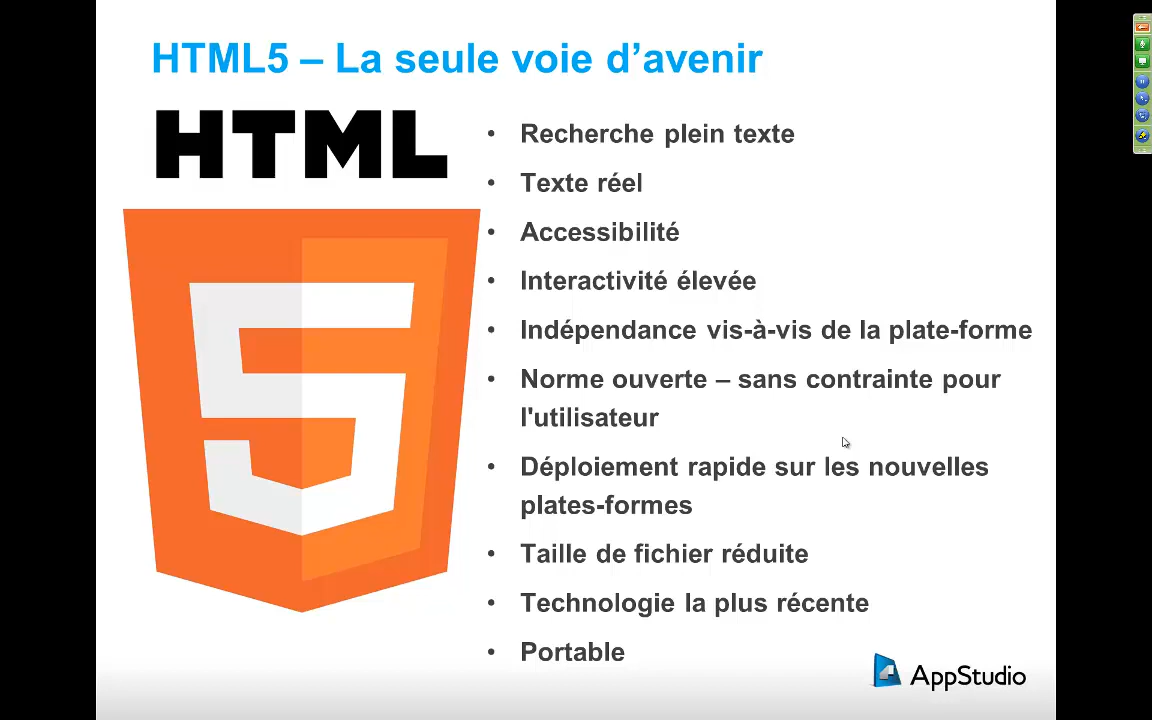 HTML5 – La seule voie d’avenir
HTML
5
• Recherche plein texte
• Texte réel
• Accessibilité
• Interactivité élevée
• Indépendance vis-à-vis de la plate-forme
• Norme ouverte – sans contrainte pour
l'utilisateur
• Déploiement rapide sur les nouvelles
plates-formes
• Taille de fichier réduite
• Technologie la plus récente
• Portable
AppStudio